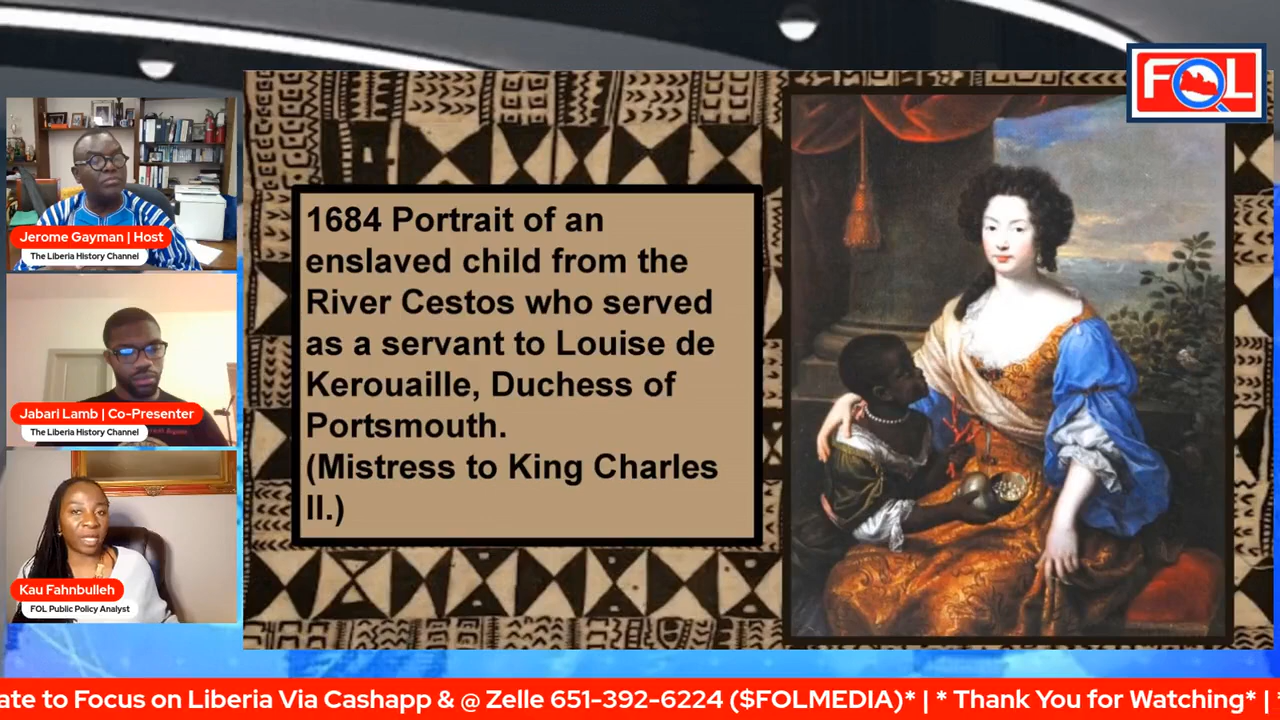 FOL
Jerome Gayman | Host
The Liberia History Channel
Jabari Lamb | Co-Presenter
The Liberia History Channel
Kau Fahnbulleh
FOL Public Policy Analyst
1684 Portrait of an
enslaved child from the
River Cestos who served
as a servant to Louise de
Kerouaille, Duchess of
Portsmouth.
(Mistress to King Charles
II.)
ate to Focus on Liberia Via Cashapp & @ Zelle 651-392-6224 ($FOLMEDIA)* | * Thank You for Watching* | *